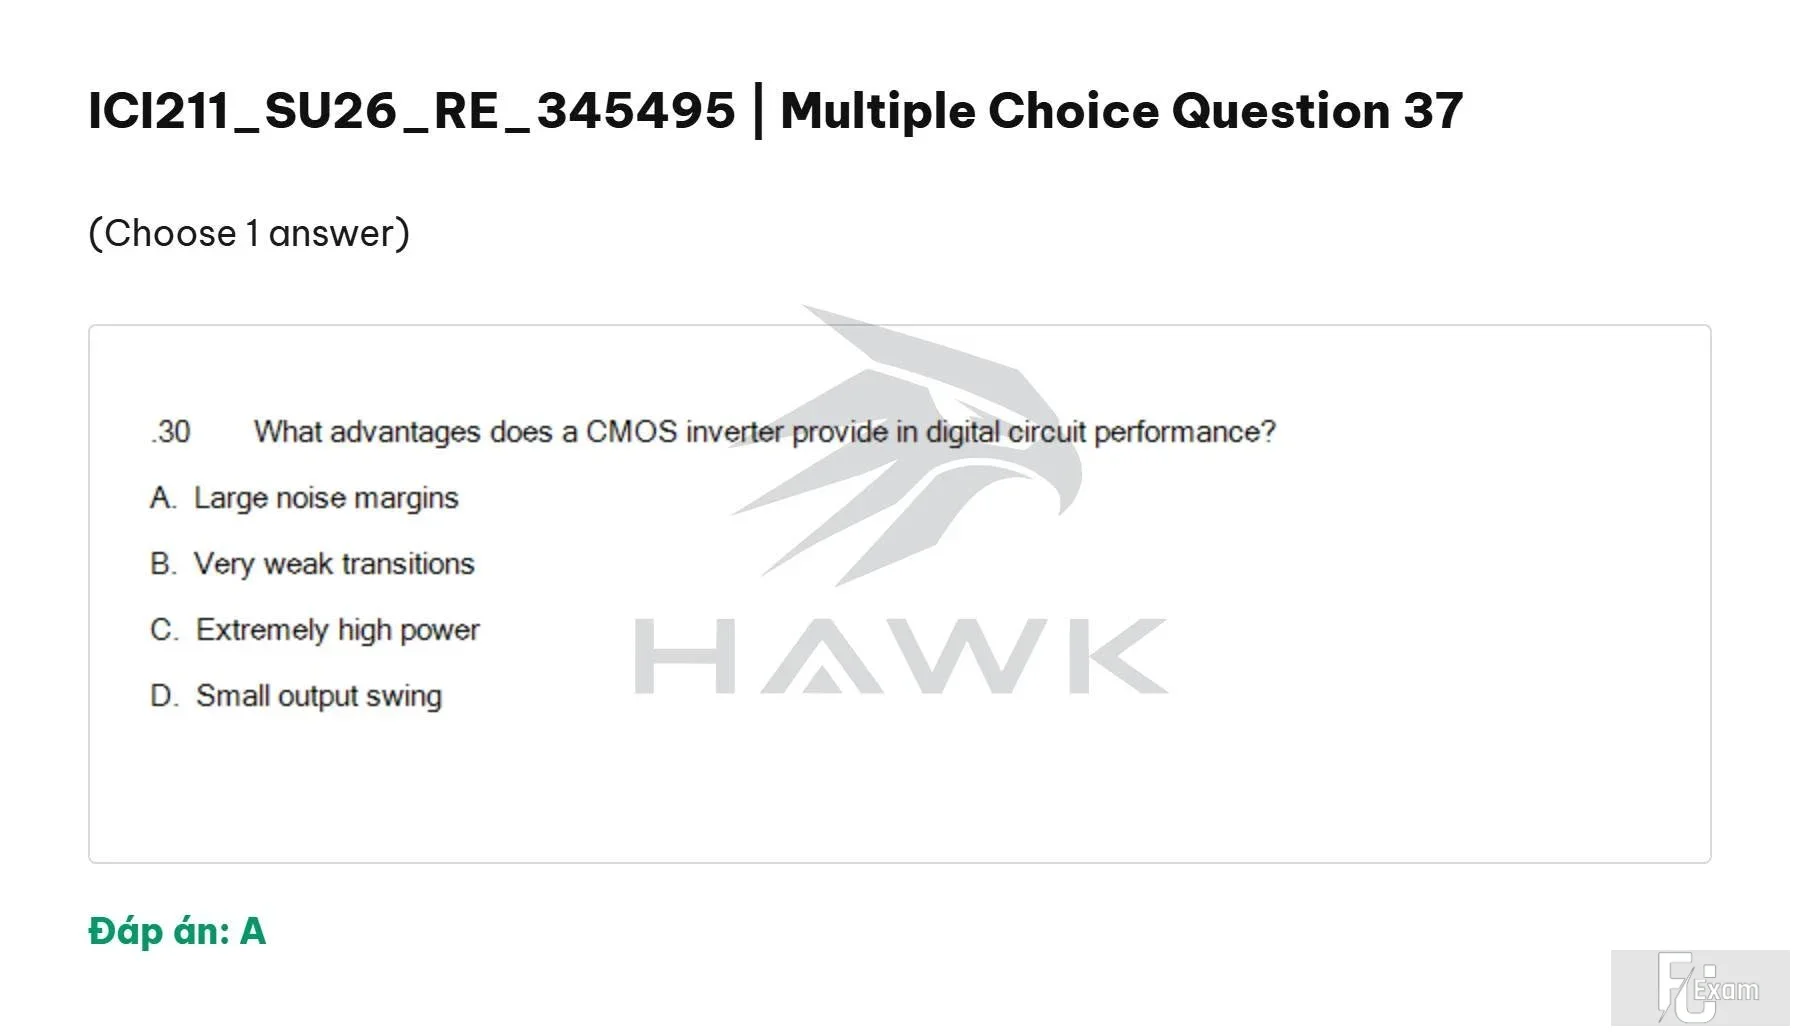 ICI211_SU26_RE_345495 | Multiple Choice Question 37
(Choose 1 answer)
.30 What advantages does a CMOS inverter provide in digital circuit performance?
A. Large noise margins
B. Very weak transitions
C. Extremely high power
D. Small output swing
HAWK
Đáp án: A
FU Exam